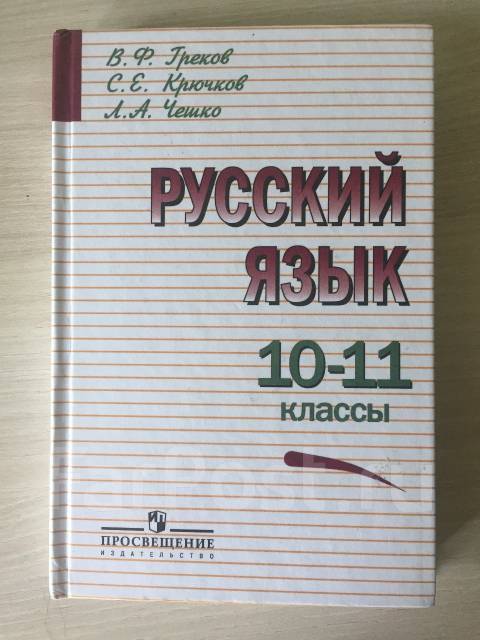 В. Ф. Греков
С. Е. Крючков
Л. А. Чешко
РУССКИЙ
ЯЗЫК
10-11
классы
ПРОСВЕЩЕНИЕ
ИЗДАТЕЛЬСТВО